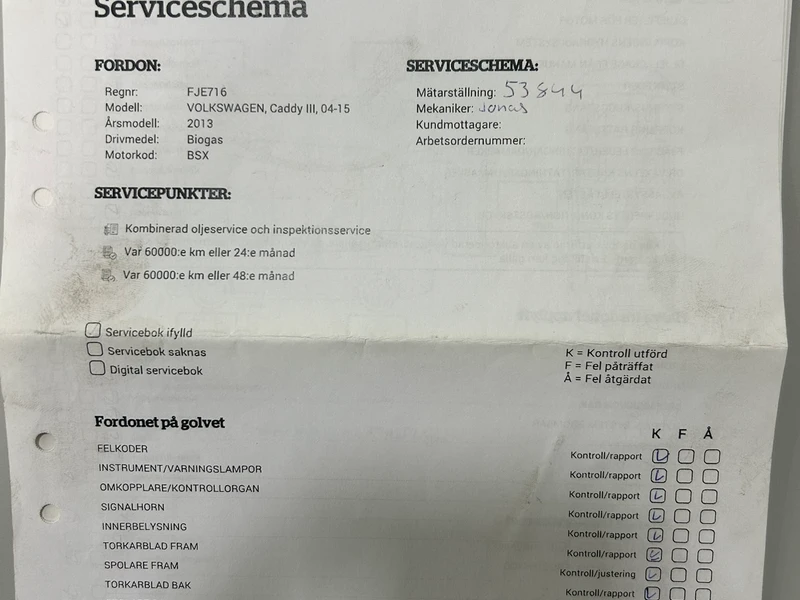 Serviceschema
FORDON:
Regnr: FJE716
Modell: VOLKSWAGEN, Caddy III, 04-15
Årsmodell: 2013
Drivmedel: Biogas
Motorkod: BSX
SERVICESCHEMA:
Mätarställning: 53844
Mekaniker: Jonas
Kundmottagare:
Arbetsordernummer:
SERVICEPUNKTER:
Kombinerad oljeservice och inspektionsservice
Var 60000:e km eller 24:e månad
Var 60000:e km eller 48:e månad
Servicebok ifylld
Servicebok saknas
Digital servicebok
K = Kontroll utförd
F = Fel påträffat
Å = Fel åtgärdat
Fordonet på golvet
K F Å
FELKODER Kontroll/rapport
INSTRUMENT/VARNINGSLAMPOR Kontroll/rapport
OMKOPPLARE/KONTROLLORGAN Kontroll/rapport
SIGNALHORN Kontroll/rapport
INNERBELYSNING Kontroll/rapport
TORKARBLAD FRAM Kontroll/rapport
SPOLARE FRAM Kontroll/justering
TORKARBLAD BAK Kontroll/rapport